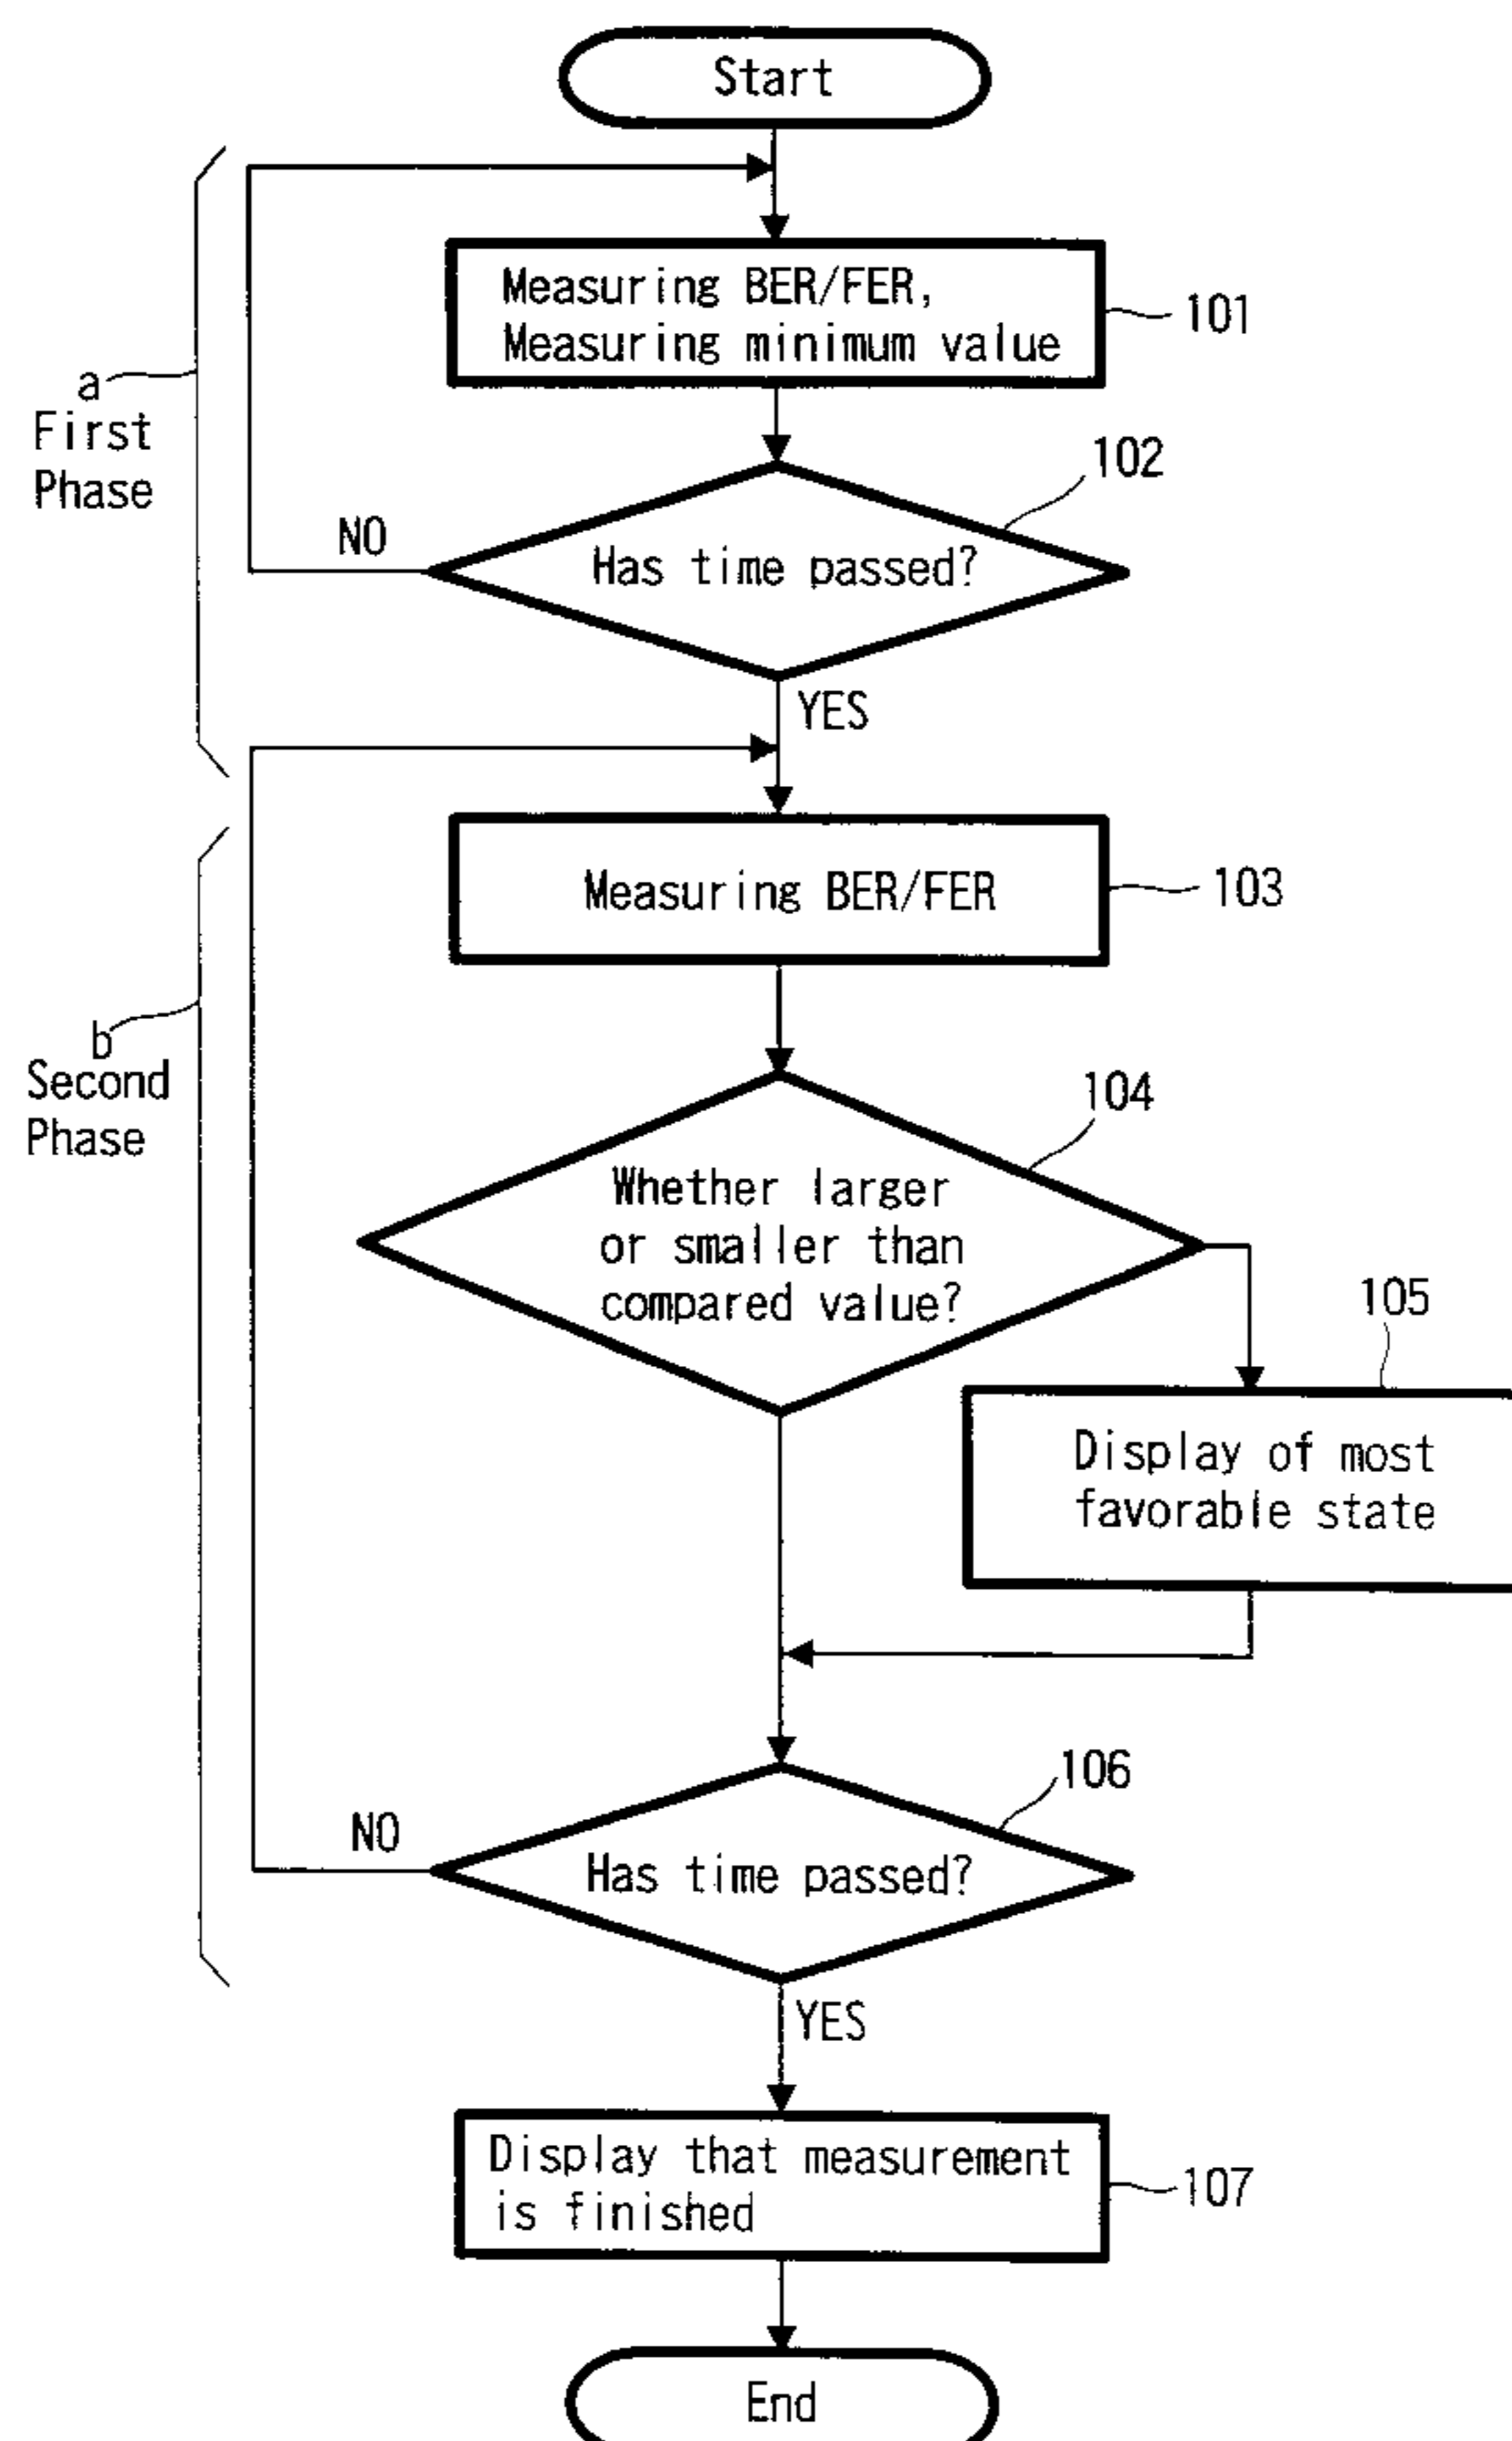 Start
Measuring BER/FER,
Measuring minimum value
101
a
First
Phase
102
NO
Has time passed?
YES
Measuring BER/FER
103
b
Second
Phase
104
Whether larger
or smaller than
compared value?
105
Display of most
favorable state
106
NO
Has time passed?
YES
Display that measurement
is finished
107
End